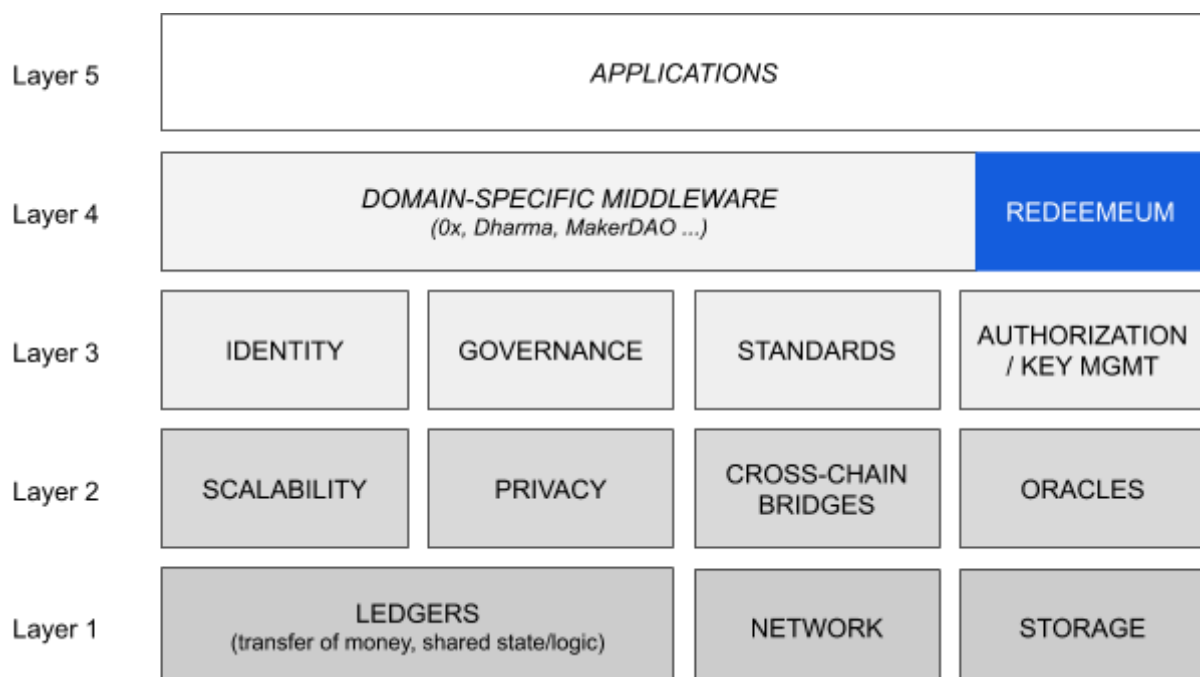 Layer 5
APPLICATIONS
Layer 4
DOMAIN-SPECIFIC MIDDLEWARE
(0x, Dharma, MakerDAO ...)
REDEEMEUM
Layer 3
IDENTITY
GOVERNANCE
STANDARDS
AUTHORIZATION
/ KEY MGMT
Layer 2
SCALABILITY
PRIVACY
CROSS-CHAIN
BRIDGES
ORACLES
Layer 1
LEDGERS
(transfer of money, shared state/logic)
NETWORK
STORAGE